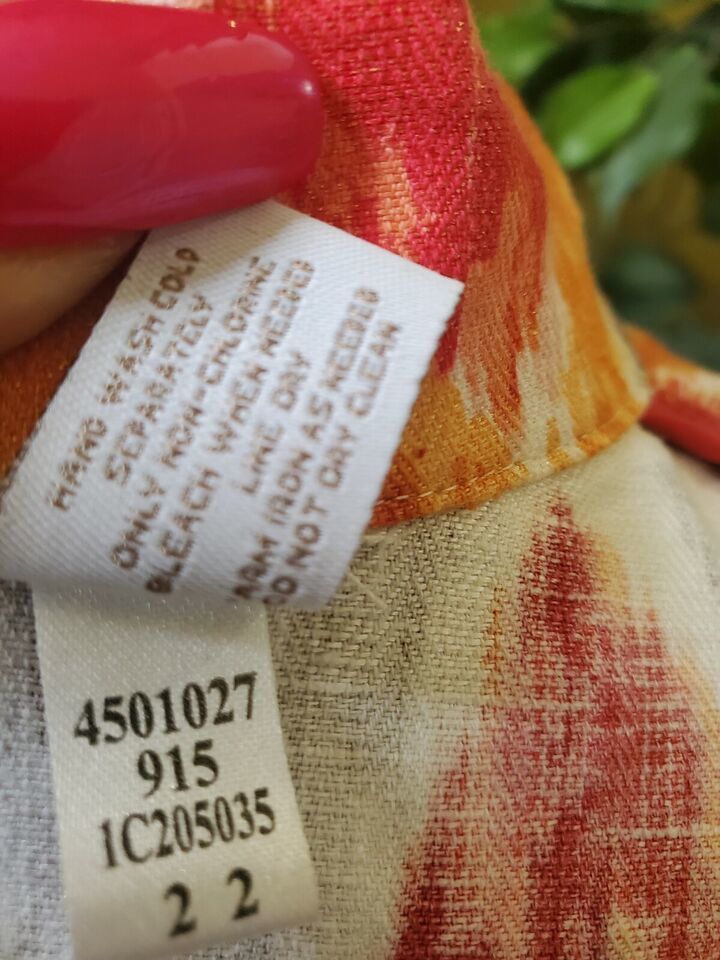 HAND WASH COLD
SEPARATELY
ONLY NON-CHLORINE
BLEACH WHEN NEEDED
LINE DRY
ARM IRON AS NEEDED
DO NOT DRY CLEAN
4501027
915
1C205035
2 2